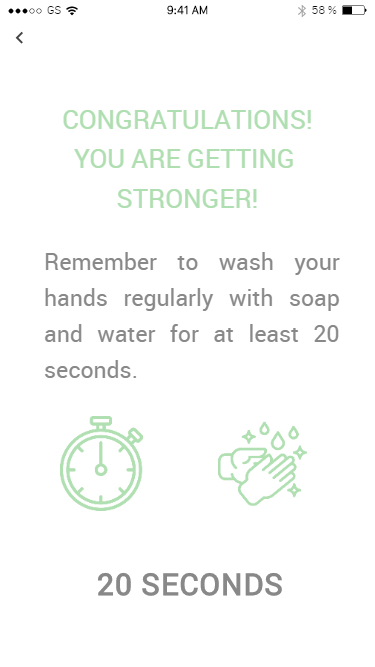 GS 9:41 AM 58 %
CONGRATULATIONS!
YOU ARE GETTING
STRONGER!
Remember to wash your
hands regularly with soap
and water for at least 20
seconds.
20 SECONDS